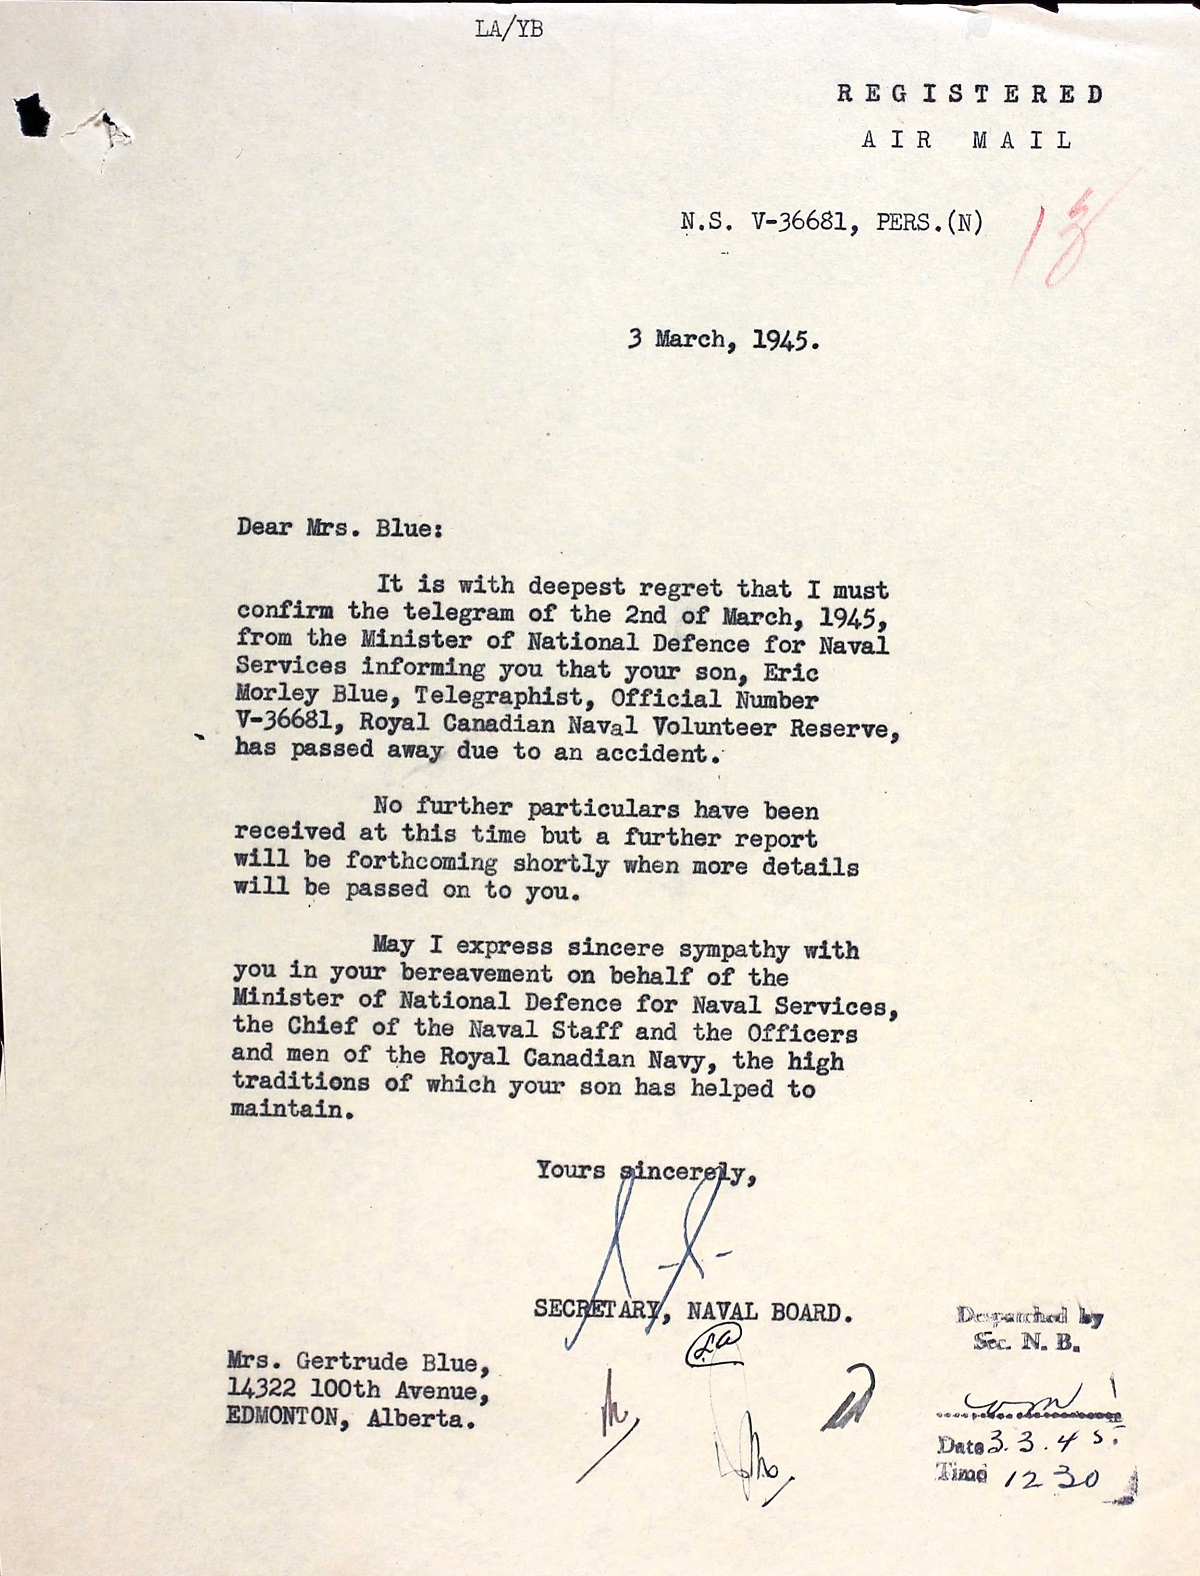 LA/YB
REGISTERED
AIR MAIL
N.S. V-36681, PERS.(N)
3 March, 1945.
Dear Mrs. Blue:
It is with deepest regret that I must
confirm the telegram of the 2nd of March, 1945,
from the Minister of National Defence for Naval
Services informing you that your son, Eric
Morley Blue, Telegraphist, Official Number
V-36681, Royal Canadian Naval Volunteer Reserve,
has passed away due to an accident.
No further particulars have been
received at this time but a further report
will be forthcoming shortly when more details
will be passed on to you.
May I express sincere sympathy with
you in your bereavement on behalf of the
Minister of National Defence for Naval Services,
the Chief of the Naval Staff and the Officers
and men of the Royal Canadian Navy, the high
traditions of which your son has helped to
maintain.
Yours sincerely,
SECRETARY, NAVAL BOARD.
LA
Despatched by
Sec. N. B.
Mrs. Gertrude Blue,
14322 100th Avenue,
EDMONTON, Alberta.
Date 3.3.45.
Time 1230